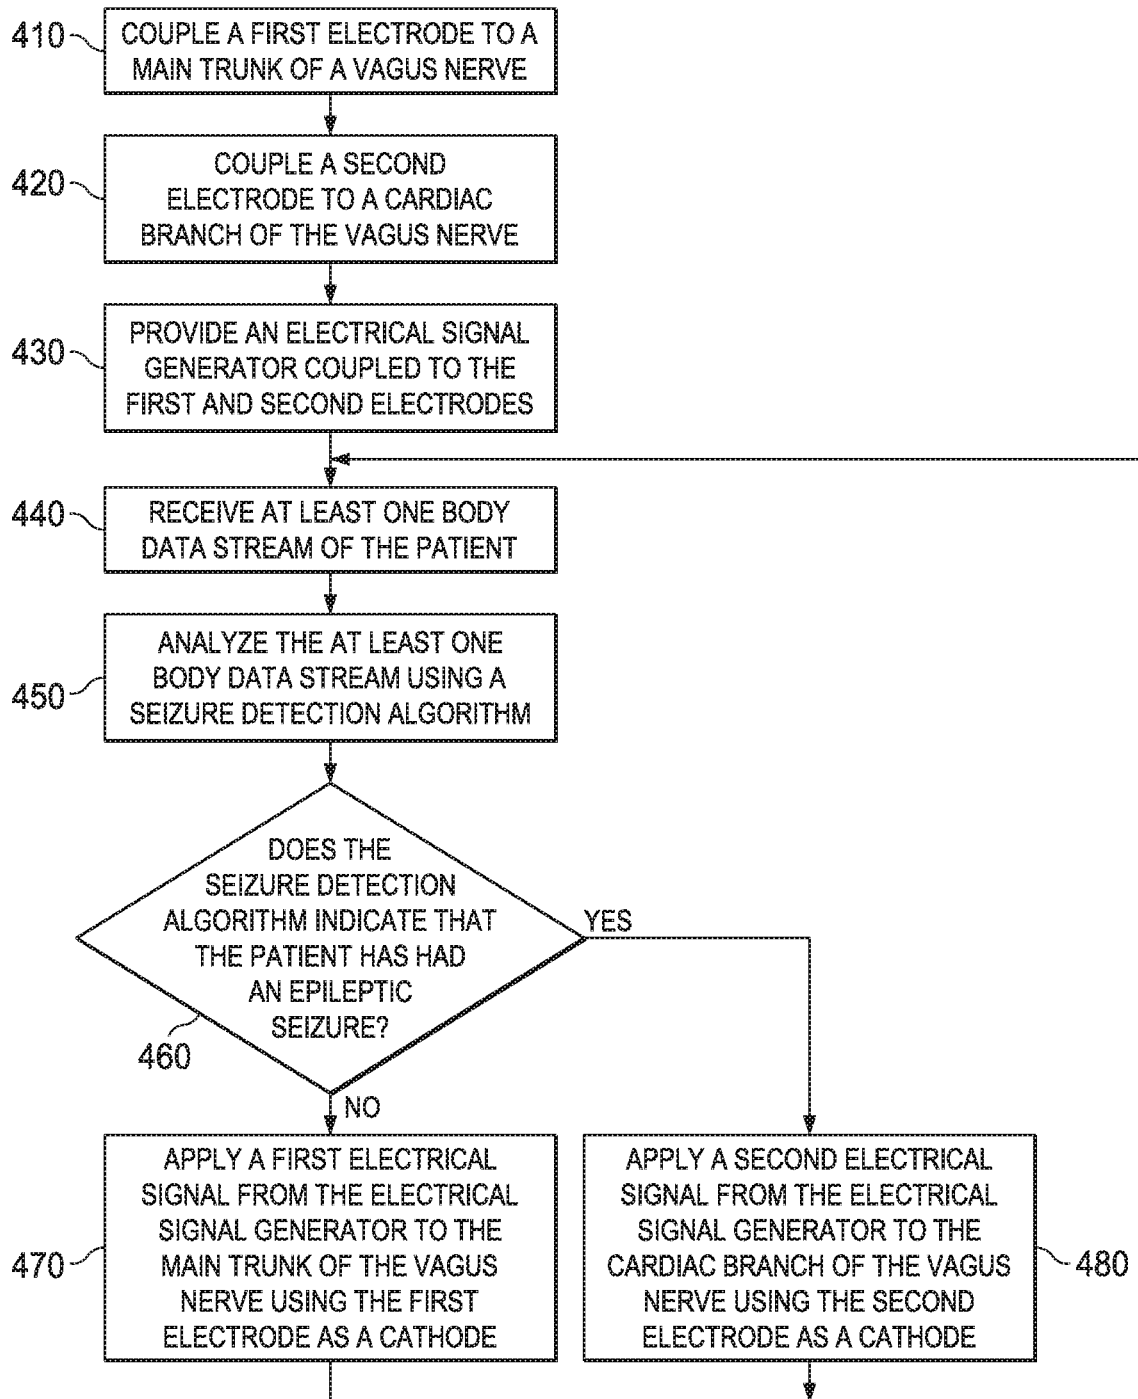 410
COUPLE A FIRST ELECTRODE TO A
MAIN TRUNK OF A VAGUS NERVE
420
COUPLE A SECOND
ELECTRODE TO A CARDIAC
BRANCH OF THE VAGUS NERVE
430
PROVIDE AN ELECTRICAL SIGNAL
GENERATOR COUPLED TO THE
FIRST AND SECOND ELECTRODES
440
RECEIVE AT LEAST ONE BODY
DATA STREAM OF THE PATIENT
450
ANALYZE THE AT LEAST ONE
BODY DATA STREAM USING A
SEIZURE DETECTION ALGORITHM
DOES THE
SEIZURE DETECTION
ALGORITHM INDICATE THAT
THE PATIENT HAS HAD
AN EPILEPTIC
SEIZURE?
460
YES
NO
470
APPLY A FIRST ELECTRICAL
SIGNAL FROM THE ELECTRICAL
SIGNAL GENERATOR TO THE
MAIN TRUNK OF THE VAGUS
NERVE USING THE FIRST
ELECTRODE AS A CATHODE
APPLY A SECOND ELECTRICAL
SIGNAL FROM THE ELECTRICAL
SIGNAL GENERATOR TO THE
CARDIAC BRANCH OF THE VAGUS
NERVE USING THE SECOND
ELECTRODE AS A CATHODE
480